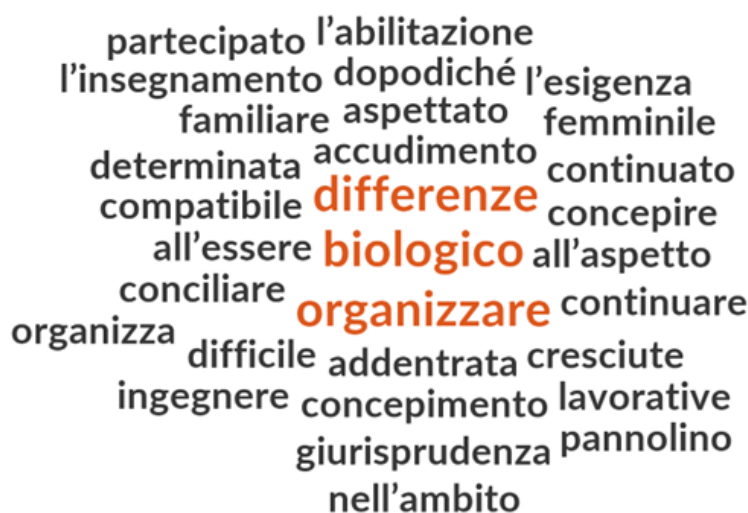 partecipato l’abilitazione
l’insegnamento dopodiché l’esigenza
familiare aspettato femminile
determinata accudimento continuato
compatibile differenze concepire
all’essere biologico all’aspetto
conciliare organizzare continuare
organizza difficile addentrata cresciute
ingegnere concepimento lavorative
giurisprudenza pannolino
nell’ambito